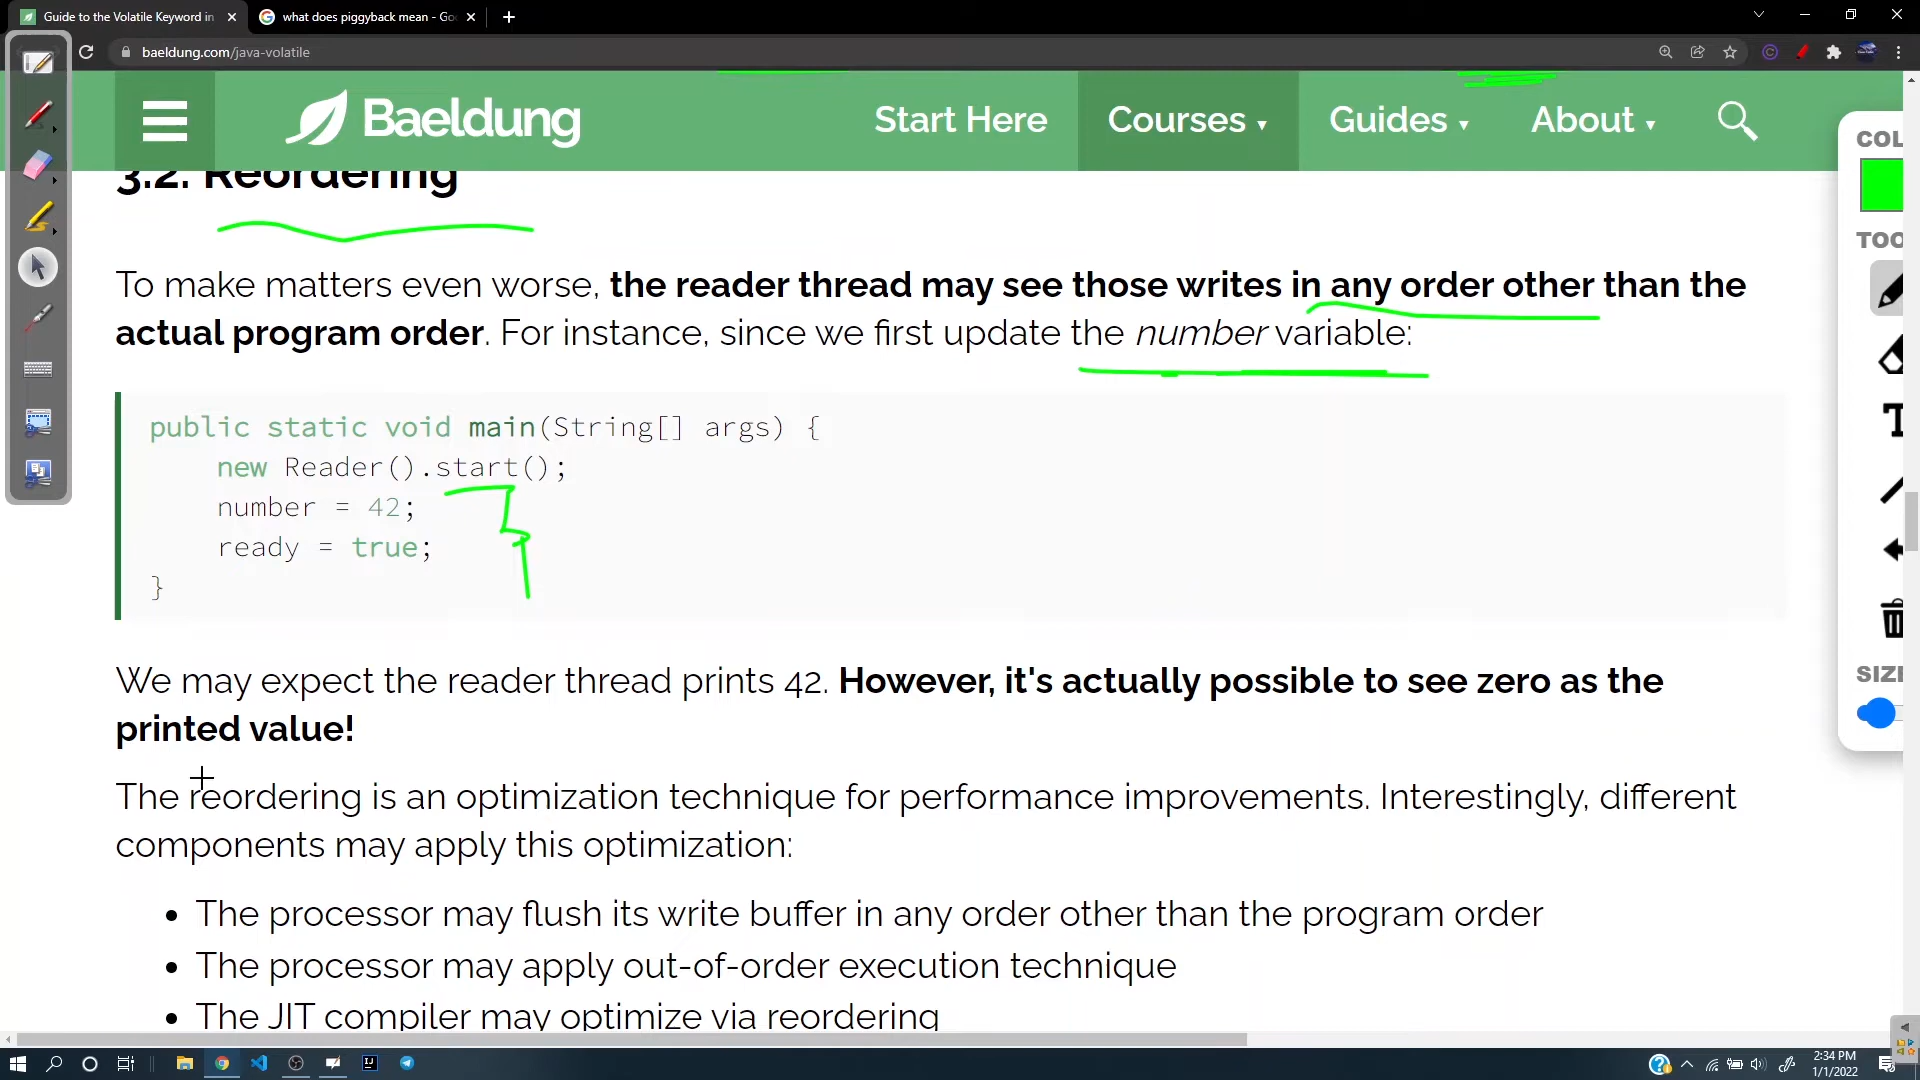 Guide to the Volatile Keyword in
what does piggyback mean - Go
baeldung.com/java-volatile
Baeldung
Start Here
Courses
Guides
About
3.2. Reordering
To make matters even worse, the reader thread may see those writes in any order other than the
actual program order. For instance, since we first update the number variable:
public static void main(String[] args) {
new Reader().start();
number = 42;
ready = true;
}
We may expect the reader thread prints 42. However, it's actually possible to see zero as the
printed value!
The reordering is an optimization technique for performance improvements. Interestingly, different
components may apply this optimization:
• The processor may flush its write buffer in any order other than the program order
• The processor may apply out-of-order execution technique
• The JIT compiler may optimize via reordering
COL
TOO
T
SIZE
2:34 PM
1/1/2022